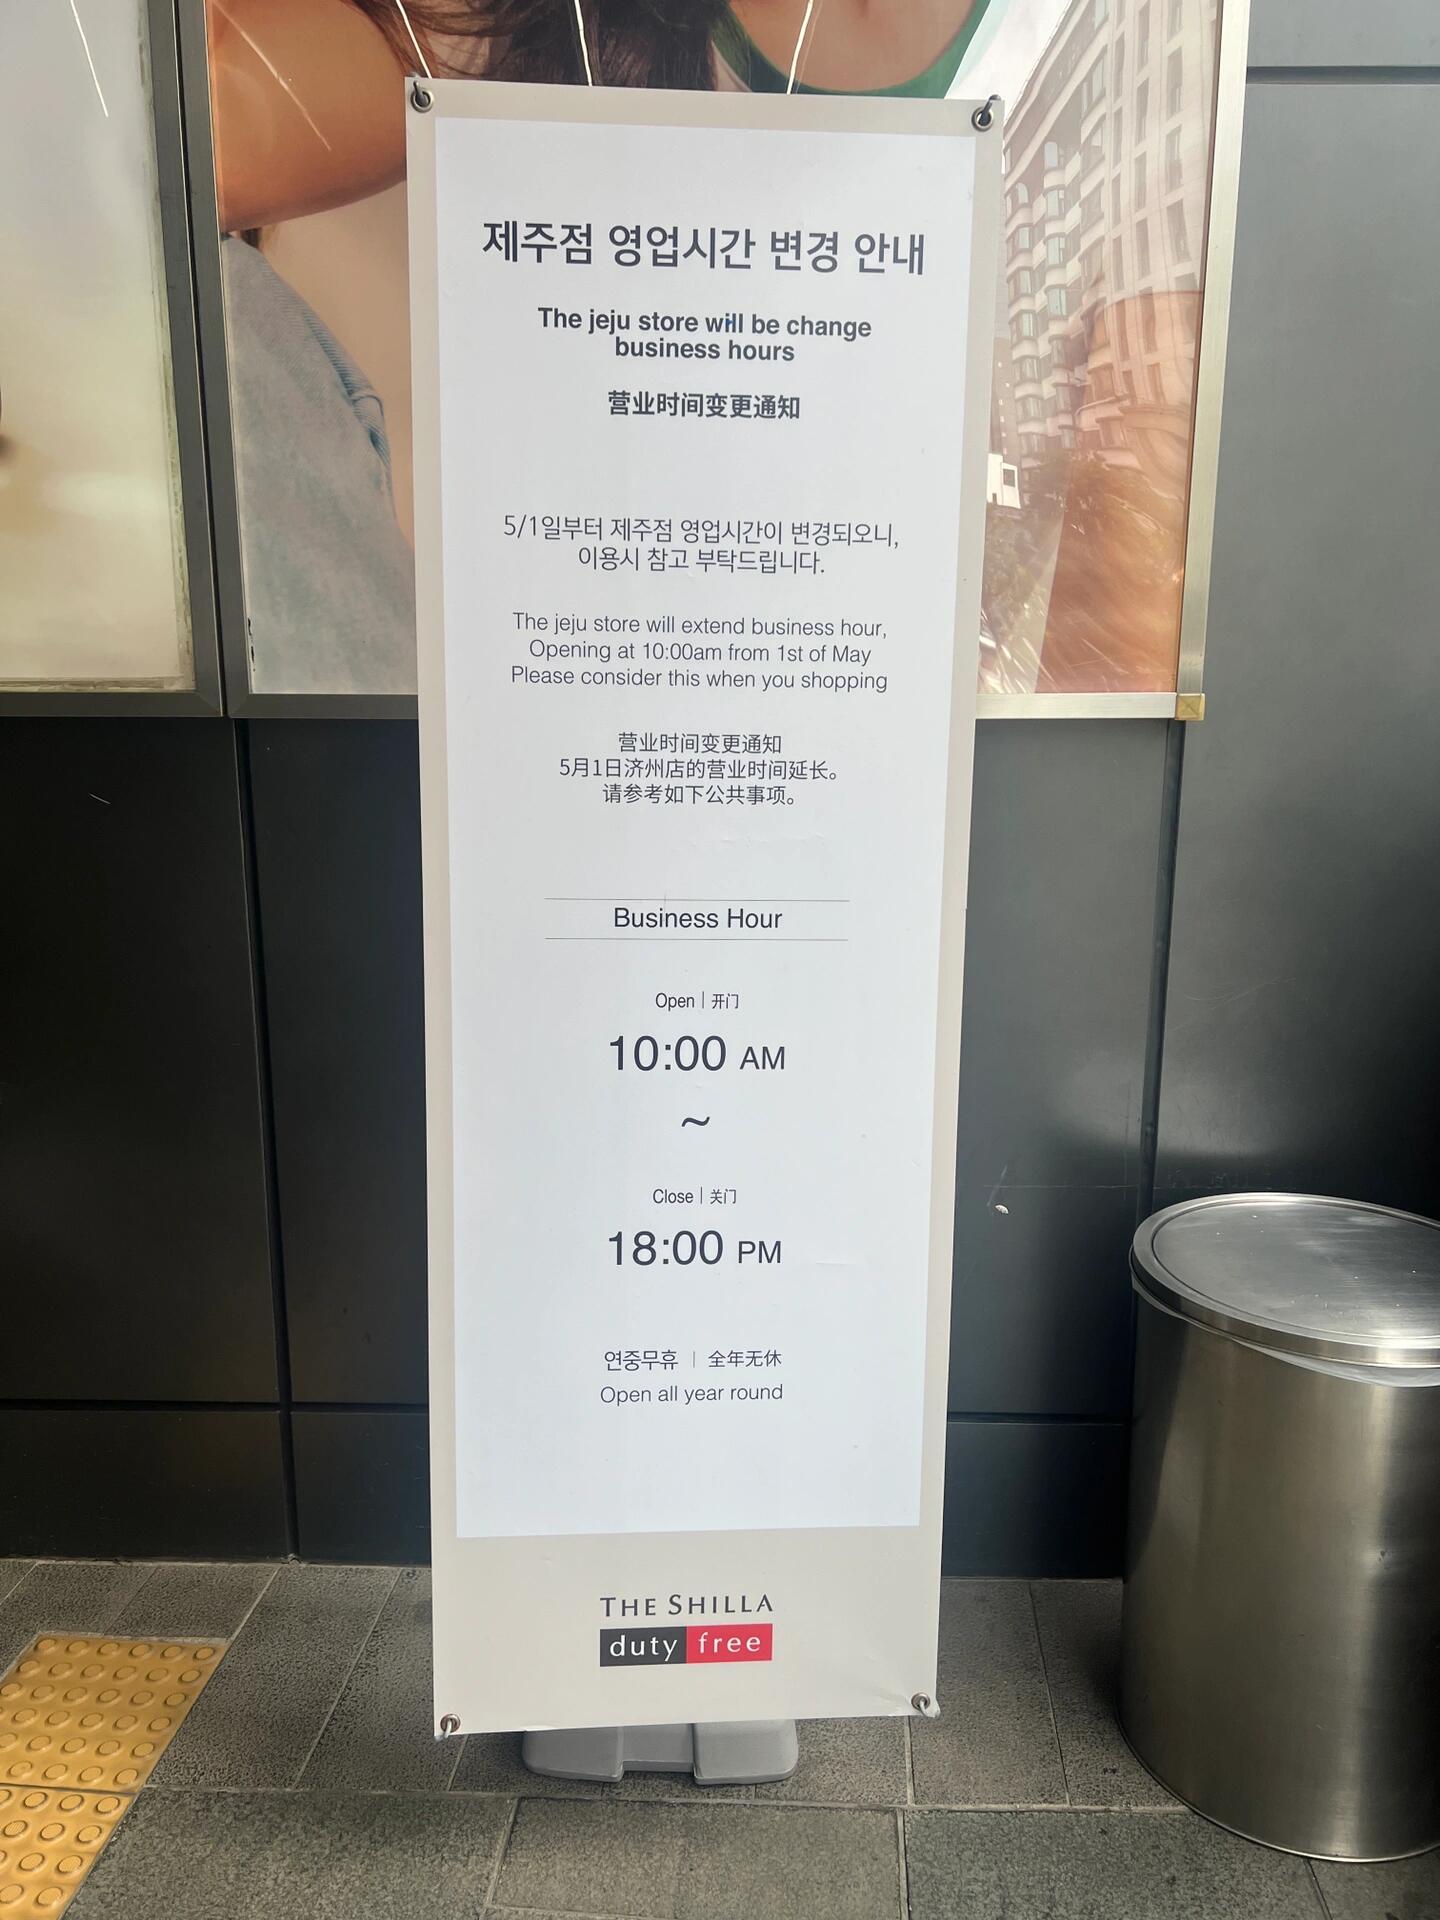 제주점 영업시간 변경 안내
The jeju store will be change
business hours
营业时间变更通知
5/1일부터 제주점 영업시간이 변경되오니,
이용시 참고 부탁드립니다.
The jeju store will extend business hour,
Opening at 10:00am from 1st of May
Please consider this when you shopping
营业时间变更通知
5月1日济州店的营业时间延长。
请参考如下公共事项。
Business Hour
Open | 开门
10:00 AM
~
Close | 关门
18:00 PM
연중무휴 | 全年无休
Open all year round
THE SHILLA
duty free